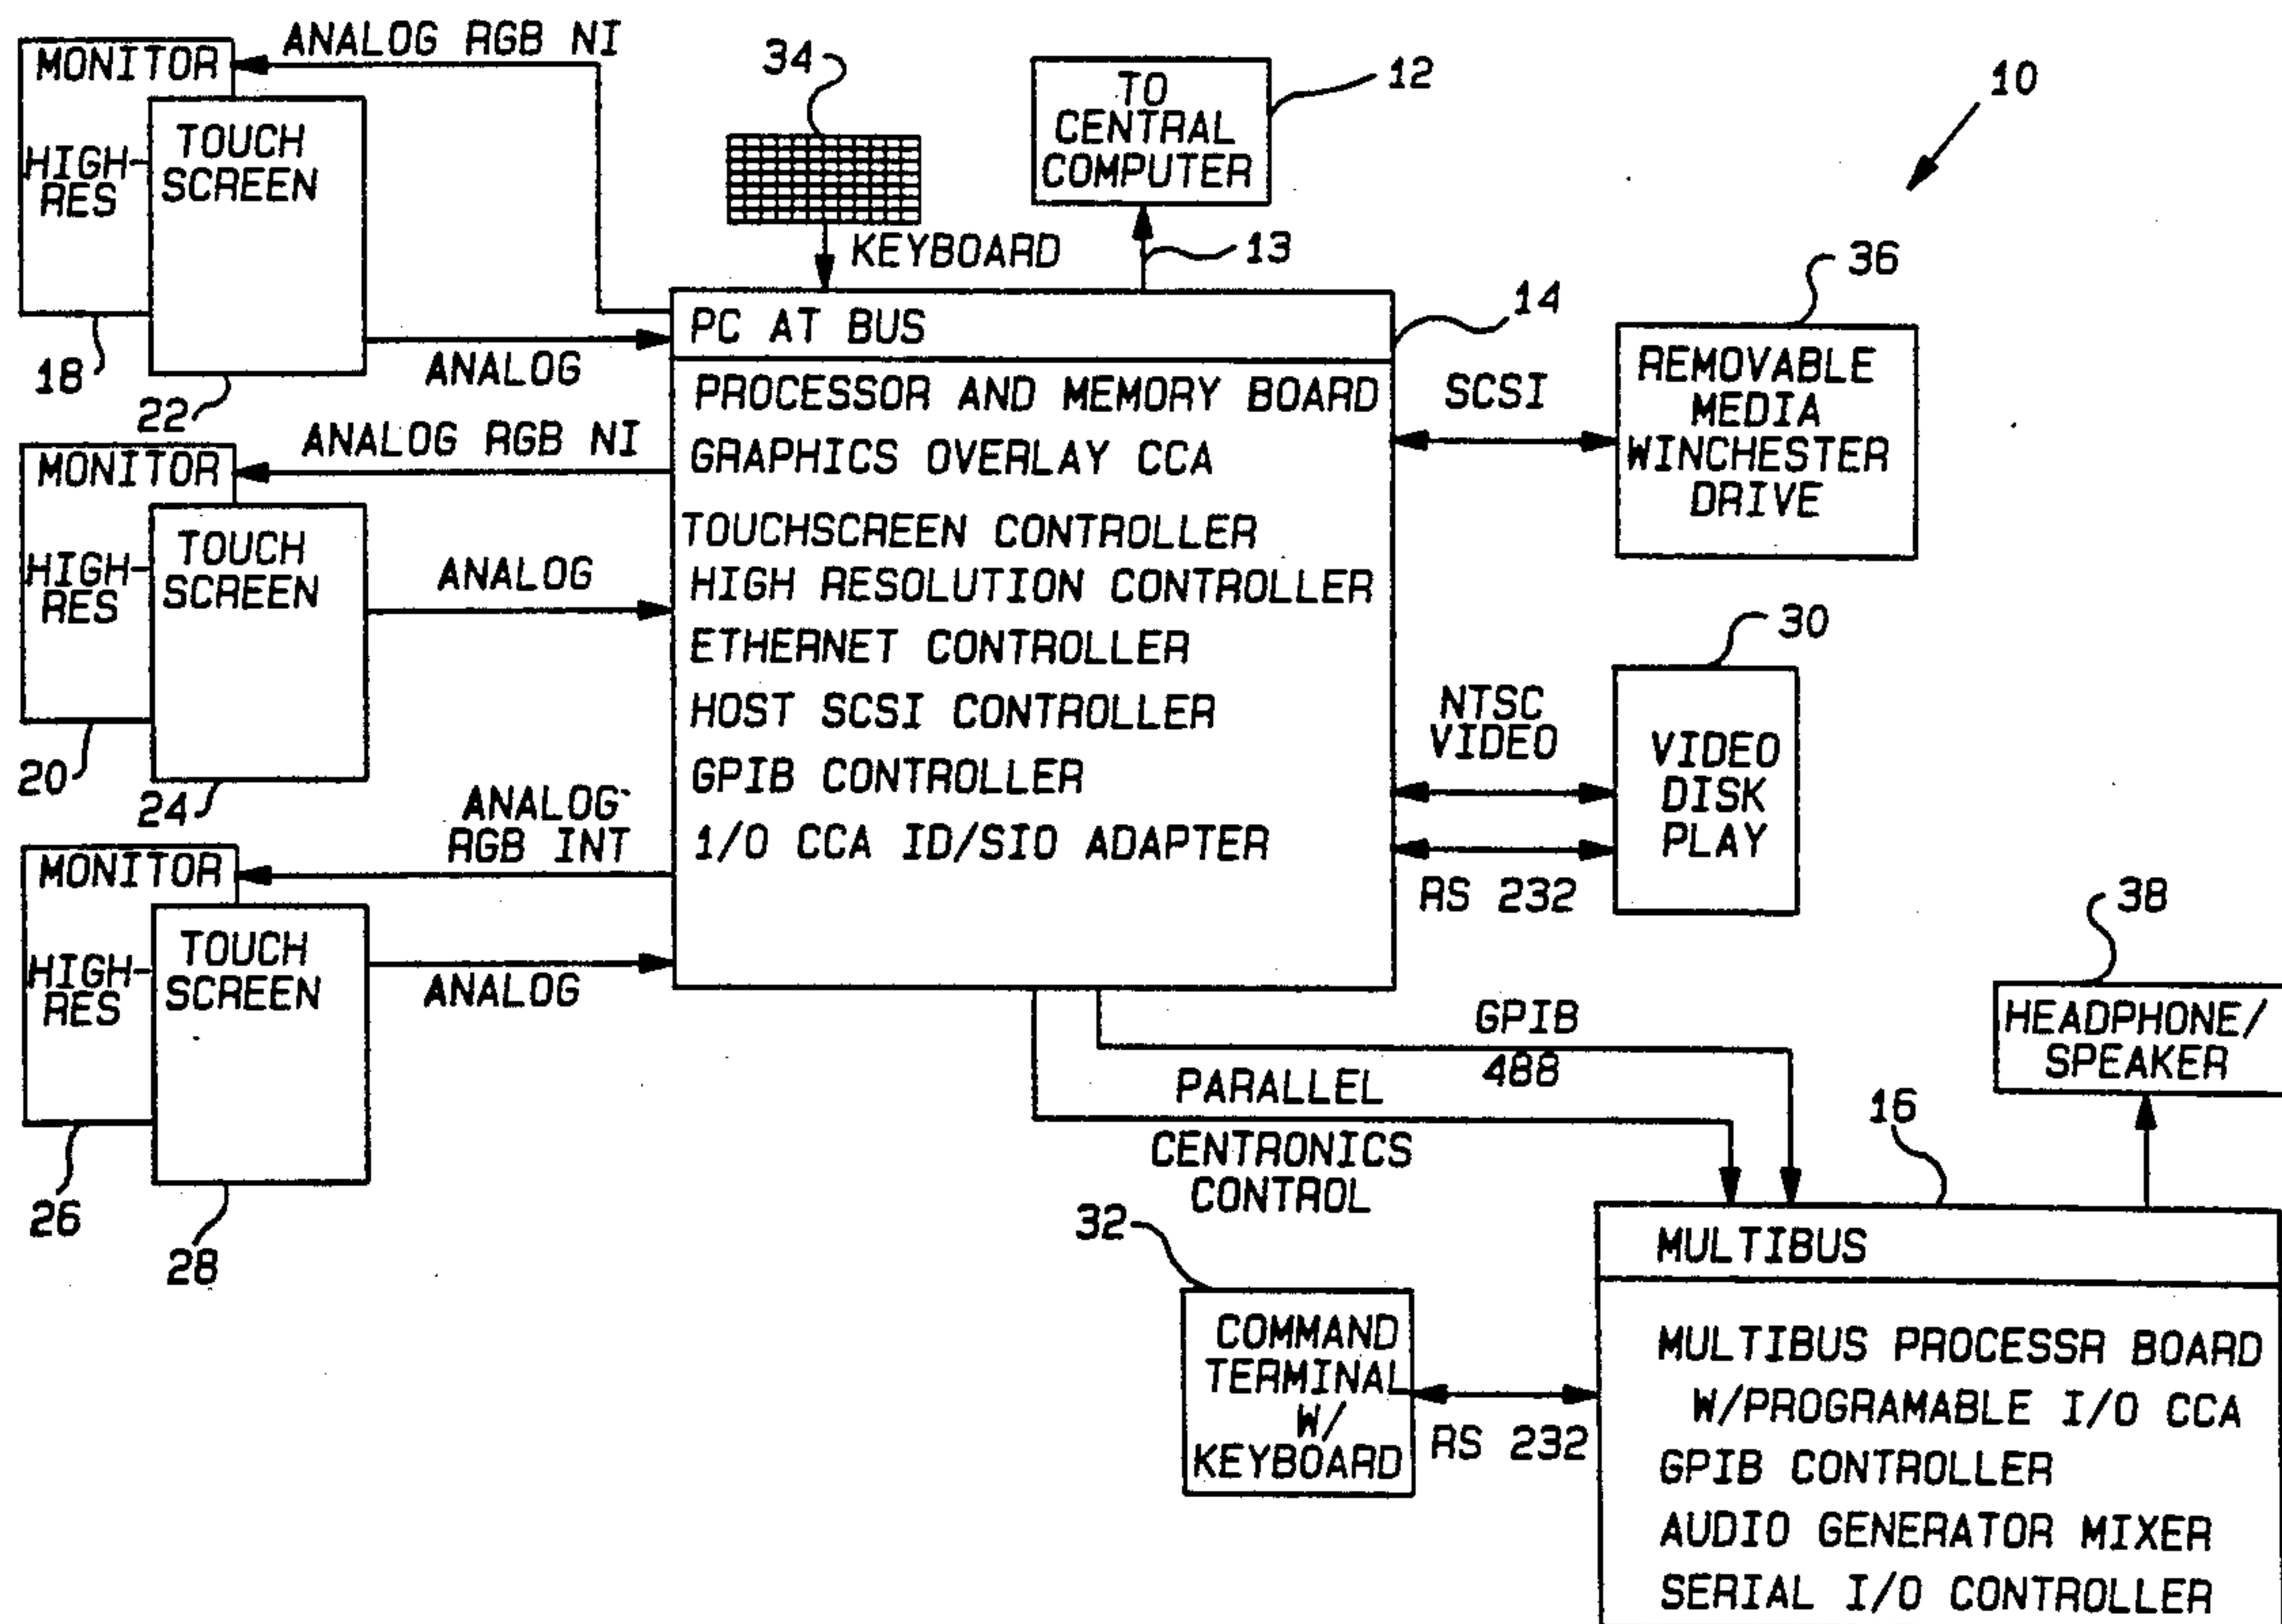 MONITOR
HIGH-
RES
TOUCH
SCREEN
18
22
ANALOG RGB NI
ANALOG
MONITOR
HIGH-
RES
TOUCH
SCREEN
20
24
ANALOG RGB NI
ANALOG
MONITOR
HIGH-
RES
TOUCH
SCREEN
26
28
ANALOG
RGB INT
ANALOG
34
KEYBOARD
TO
CENTRAL
COMPUTER
12
13
10
14
PC AT BUS
PROCESSOR AND MEMORY BOARD
GRAPHICS OVERLAY CCA
TOUCHSCREEN CONTROLLER
HIGH RESOLUTION CONTROLLER
ETHERNET CONTROLLER
HOST SCSI CONTROLLER
GPIB CONTROLLER
1/O CCA ID/SIO ADAPTER
SCSI
36
REMOVABLE
MEDIA
WINCHESTER
DRIVE
NTSC
VIDEO
RS 232
30
VIDEO
DISK
PLAY
GPIB
488
PARALLEL
CENTRONICS
CONTROL
38
HEADPHONE/
SPEAKER
16
32
COMMAND
TERMINAL
W/
KEYBOARD
RS 232
MULTIBUS
MULTIBUS PROCESSR BOARD
W/PROGRAMABLE I/O CCA
GPIB CONTROLLER
AUDIO GENERATOR MIXER
SERIAL I/O CONTROLLER